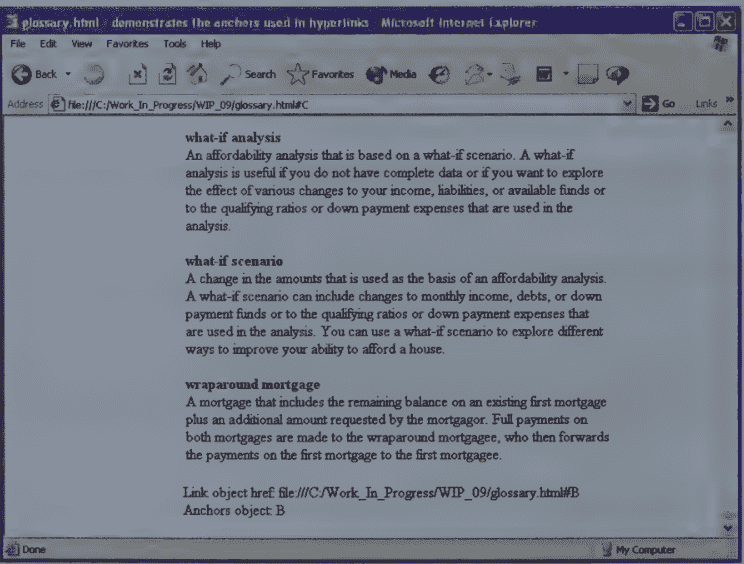 glossary.html / demonstrates the anchors used in hyperlinks - Microsoft Internet Explorer
File Edit View Favorites Tools Help
Back Search Favorites Media
Address file:///C:/Work_In_Progress/WIP_09/glossary.html#C Go Links »
what-if analysis
An affordability analysis that is based on a what-if scenario. A what-if
analysis is useful if you do not have complete data or if you want to explore
the effect of various changes to your income, liabilities, or available funds or
to the qualifying ratios or down payment expenses that are used in the
analysis.
what-if scenario
A change in the amounts that is used as the basis of an affordability analysis.
A what-if scenario can include changes to monthly income, debts, or down
payment funds or to the qualifying ratios or down payment expenses that
are used in the analysis. You can use a what-if scenario to explore different
ways to improve your ability to afford a house.
wraparound mortgage
A mortgage that includes the remaining balance on an existing first mortgage
plus an additional amount requested by the mortgagor. Full payments on
both mortgages are made to the wraparound mortgagee, who then forwards
the payments on the first mortgage to the first mortgagee.
Link object href: file:///C:/Work_In_Progress/WIP_09/glossary.html#B
Anchors object: B
Done My Computer